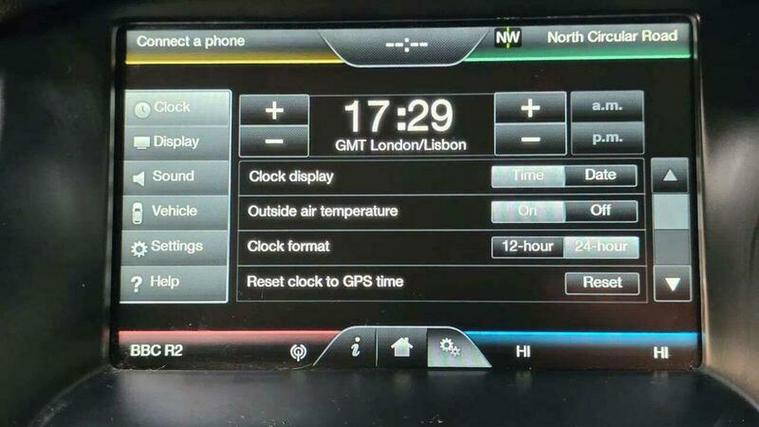 Connect a phone --:-- NW North Circular Road
Clock + 17:29 + a.m.
Display − GMT London/Lisbon − p.m.
Sound Clock display Time Date
Vehicle Outside air temperature On Off
Settings Clock format 12-hour 24-hour
? Help Reset clock to GPS time Reset
BBC R2 i HI HI